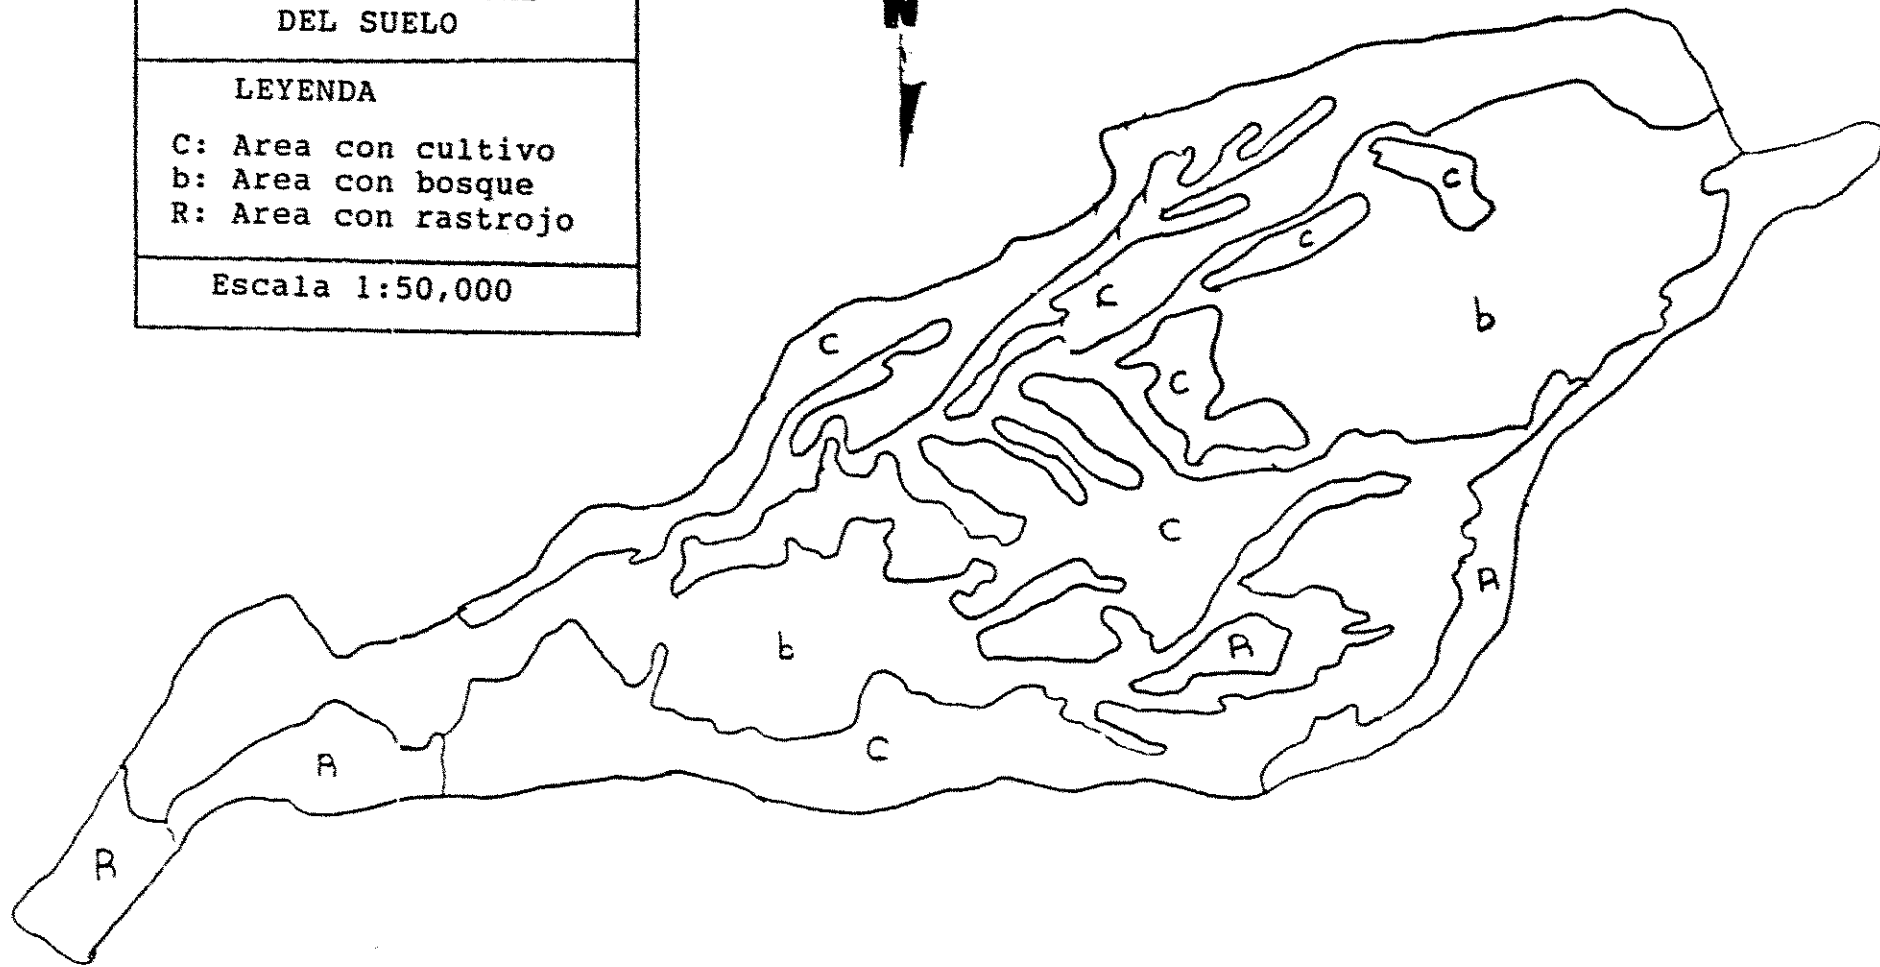 DEL SUELO
LEYENDA
C: Area con cultivo
b: Area con bosque
R: Area con rastrojo
Escala 1:50,000
N
C
C
C
b
C
C
C
R
b
R
C
R
R